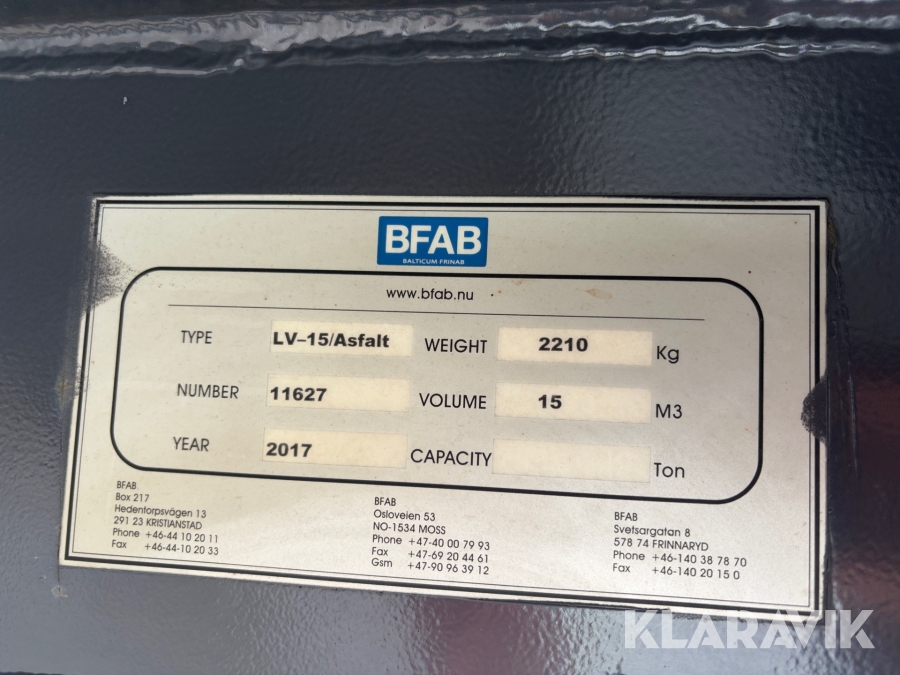 BFAB
BALTICUM FRINAB
www.bfab.nu
TYPE LV-15/Asfalt WEIGHT 2210 Kg
NUMBER 11627 VOLUME 15 M3
YEAR 2017 CAPACITY Ton
BFAB
Box 217
Hedentorpsvägen 13
291 23 KRISTIANSTAD
Phone +46-44-10 20 11
Fax +46-44-10 20 33
BFAB
Osloveien 53
NO-1534 MOSS
Phone +47-40 00 79 93
Fax +47-69 20 44 61
Gsm +47-90 96 39 12
BFAB
Svetsargatan 8
578 74 FRINNARYD
Phone +46-140 38 78 70
Fax +46-140 20 15 0
KLARAVIK